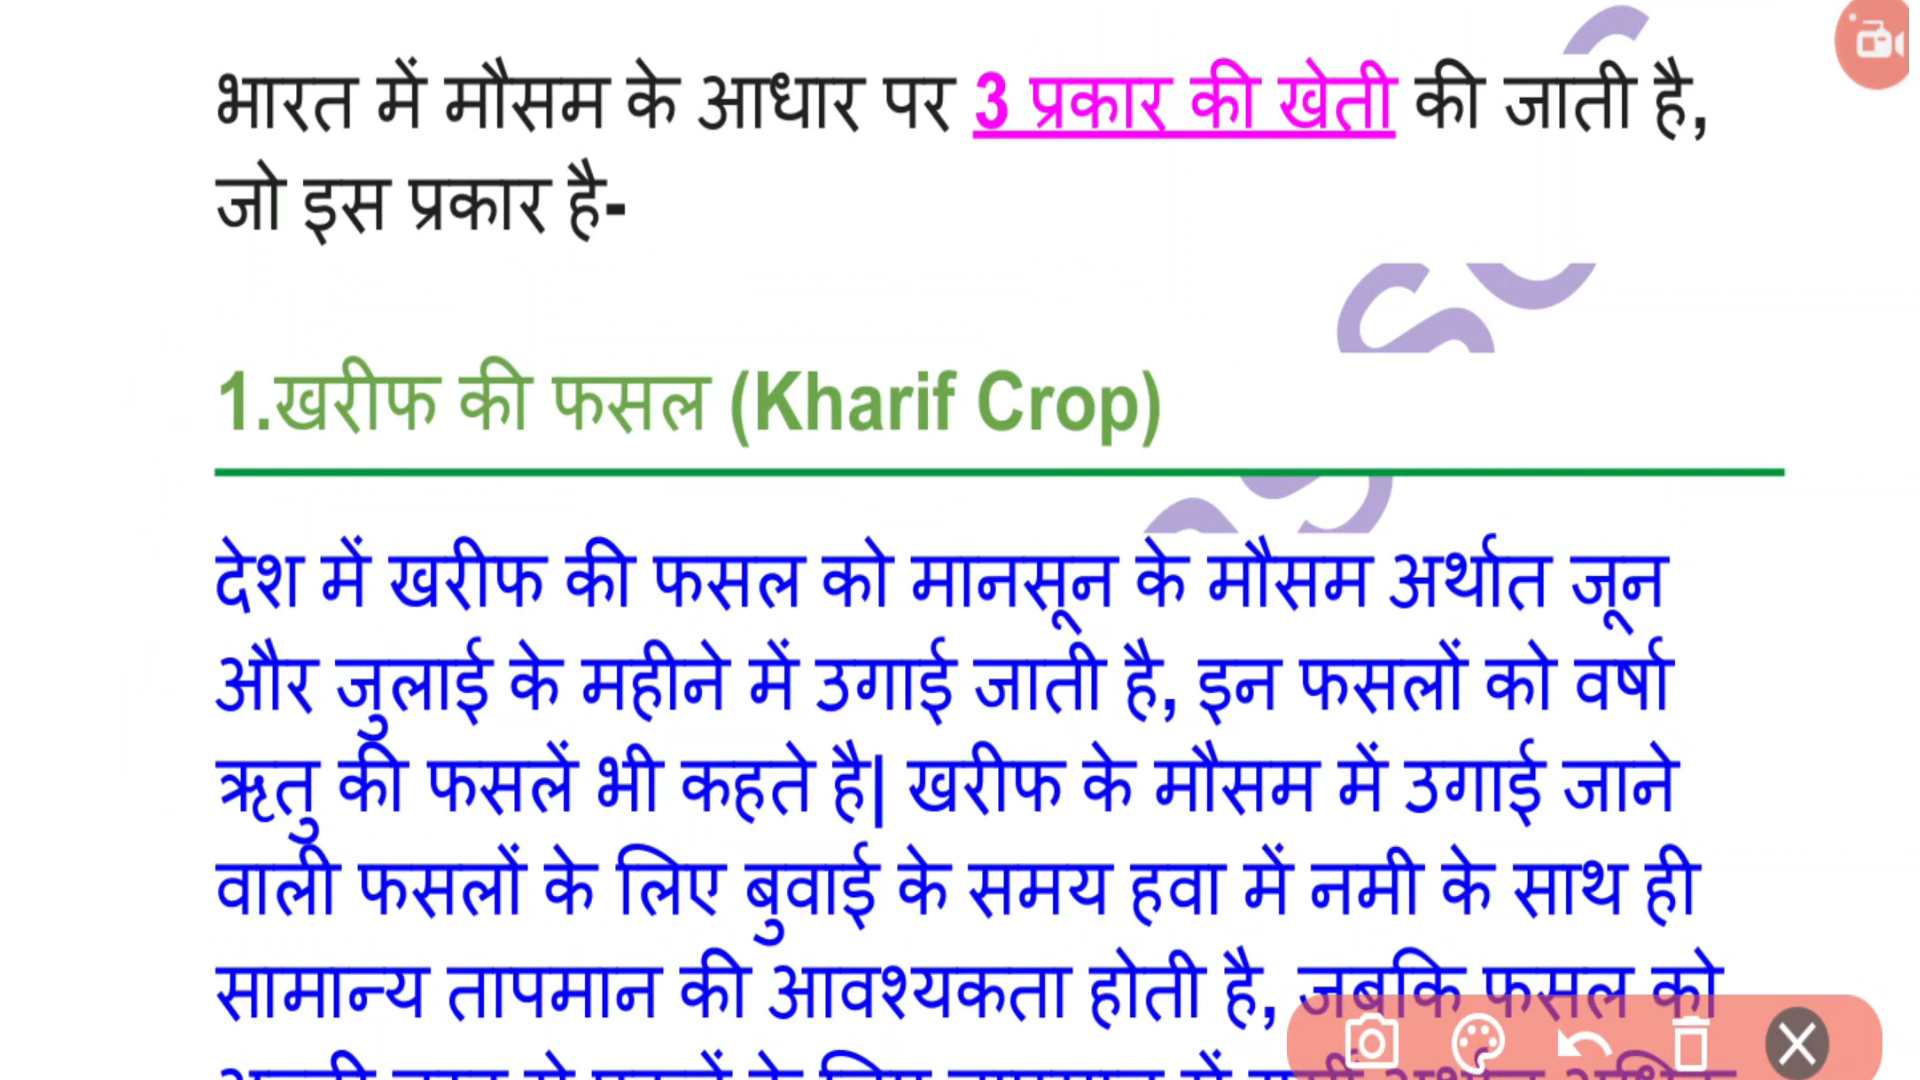 भारत में मौसम के आधार पर 3 प्रकार की खेती की जाती है,
जो इस प्रकार है-
1.खरीफ की फसल (Kharif Crop)
देश में खरीफ की फसल को मानसून के मौसम अर्थात जून
और जुलाई के महीने में उगाई जाती है, इन फसलों को वर्षा
ऋतु की फसलें भी कहते है| खरीफ के मौसम में उगाई जाने
वाली फसलों के लिए बुवाई के समय हवा में नमी के साथ ही
सामान्य तापमान की आवश्यकता होती है, जबकि फसल को